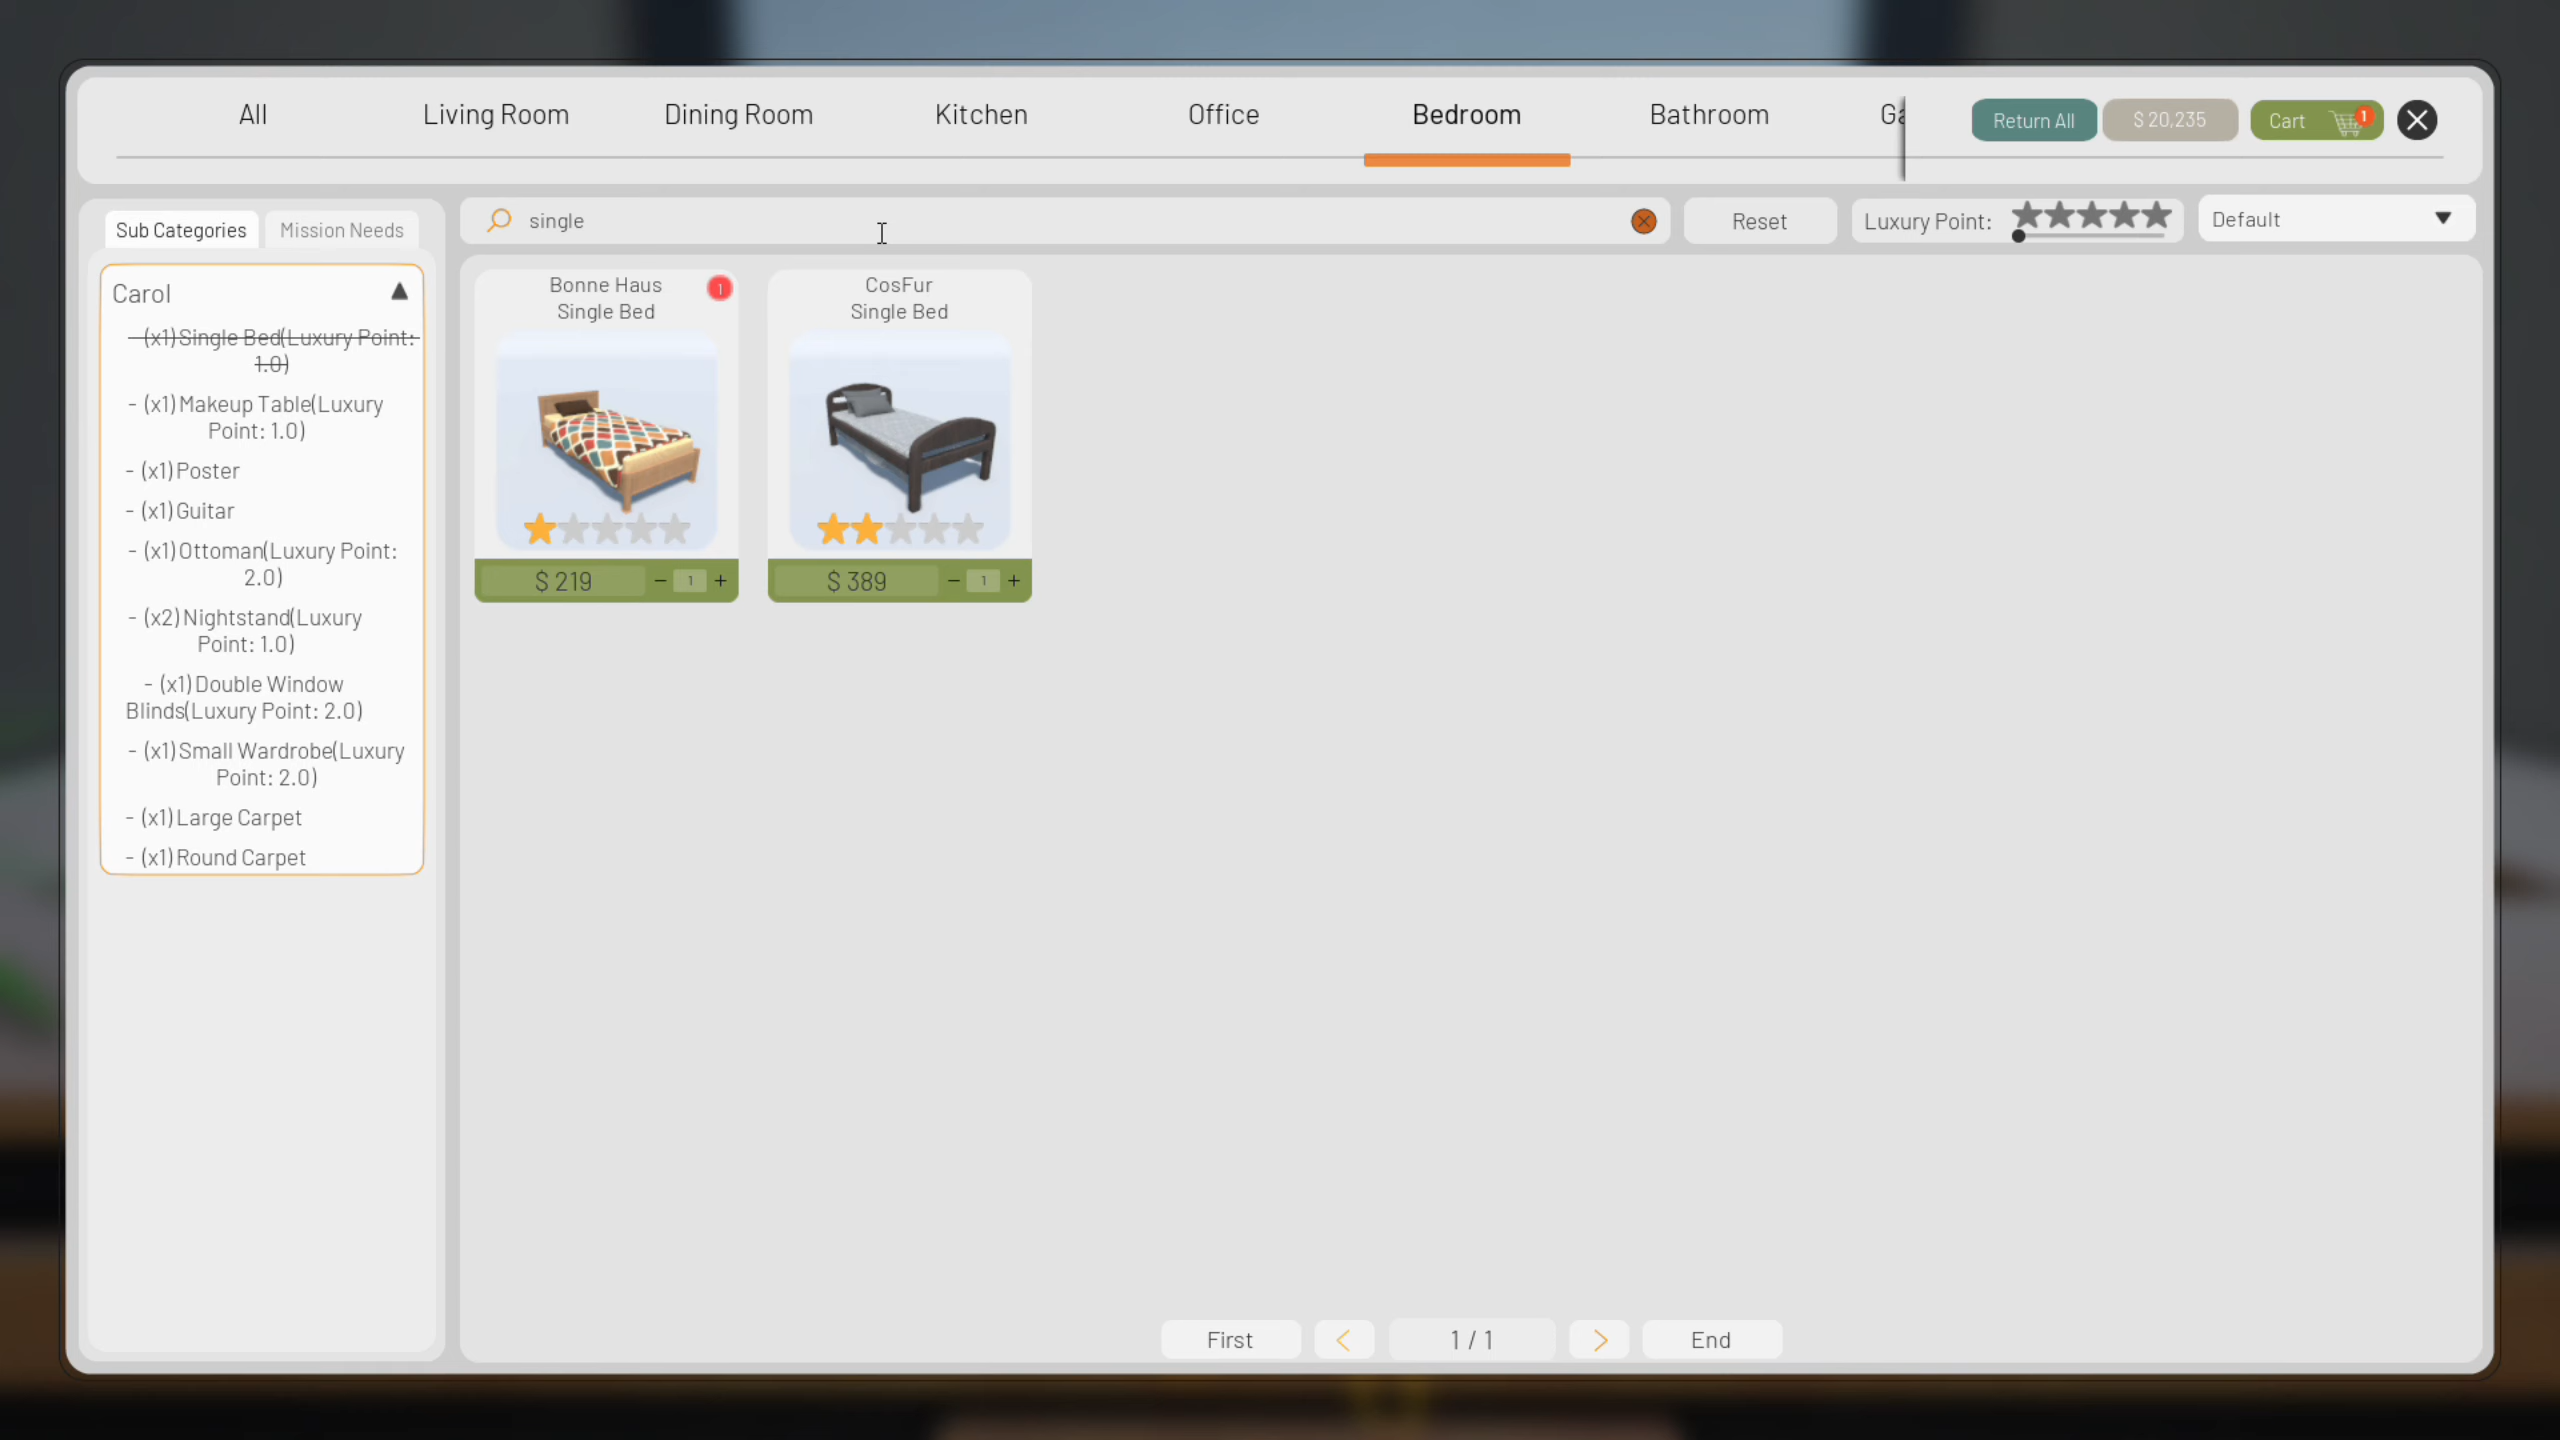 All
Living Room
Dining Room
Kitchen
Office
Bedroom
Bathroom
Ga
Return All
$ 20,235
Cart
1
Sub Categories
Mission Needs
single
Reset
Luxury Point:
Default
Carol
- (x1)Single Bed(Luxury Point:
1.0)
- (x1)Makeup Table(Luxury
Point: 1.0)
- (x1)Poster
- (x1)Guitar
- (x1)Ottoman(Luxury Point:
2.0)
- (x2)Nightstand(Luxury
Point: 1.0)
- (x1)Double Window
Blinds(Luxury Point: 2.0)
- (x1)Small Wardrobe(Luxury
Point: 2.0)
- (x1)Large Carpet
- (x1)Round Carpet
Bonne Haus
Single Bed
1
$ 219
- 1 +
CosFur
Single Bed
$ 389
- 1 +
First
<
1 / 1
>
End